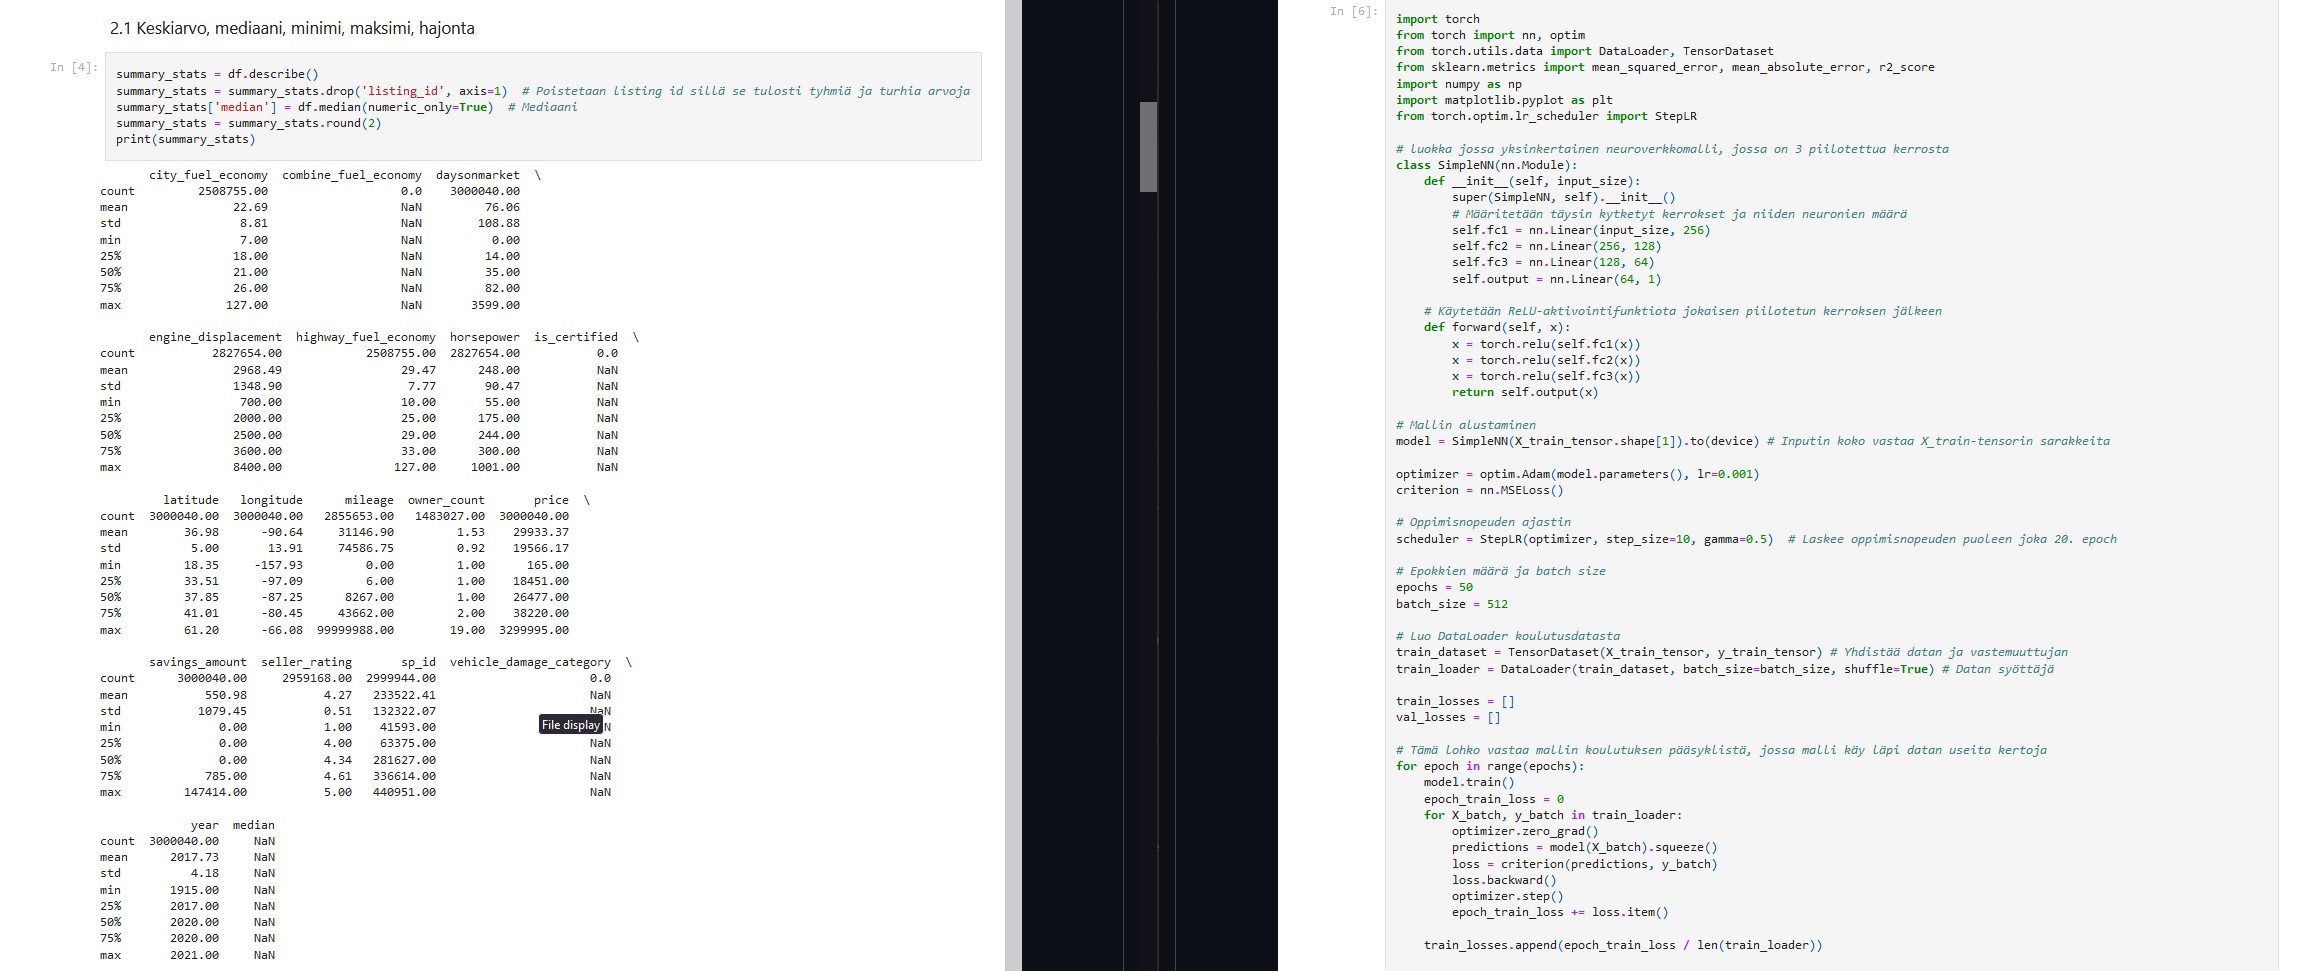 2.1 Keskiarvo, mediaani, minimi, maksimi, hajonta
In [4]:
summary_stats = df.describe()
summary_stats = summary_stats.drop('listing_id', axis=1)  # Poistetaan listing id sillä se tulosti tyhmiä ja turhia arvoja
summary_stats['median'] = df.median(numeric_only=True)  # Mediaani
summary_stats = summary_stats.round(2)
print(summary_stats)
       city_fuel_economy  combine_fuel_economy  daysonmarket  \
count         2508755.00                   0.0    3000040.00
mean               22.69                   NaN         76.06
std                 8.81                   NaN        108.88
min                 7.00                   NaN          0.00
25%                18.00                   NaN         14.00
50%                21.00                   NaN         35.00
75%                26.00                   NaN         82.00
max               127.00                   NaN       3599.00
       engine_displacement  highway_fuel_economy  horsepower  is_certified  \
count           2827654.00            2508755.00  2827654.00           0.0
mean               2968.49                 29.47      248.00           NaN
std                1348.90                  7.77       90.47           NaN
min                 700.00                 10.00       55.00           NaN
25%                2000.00                 25.00      175.00           NaN
50%                2500.00                 29.00      244.00           NaN
75%                3600.00                 33.00      300.00           NaN
max                8400.00                127.00     1001.00           NaN
         latitude   longitude      mileage  owner_count       price  \
count  3000040.00  3000040.00   2855653.00   1483027.00  3000040.00
mean        36.98      -90.64     31146.90         1.53    29933.37
std          5.00       13.91     74586.75         0.92    19566.17
min         18.35     -157.93         0.00         1.00      165.00
25%         33.51      -97.09         6.00         1.00    18451.00
50%         37.85      -87.25      8267.00         1.00    26477.00
75%         41.01      -80.45     43662.00         2.00    38220.00
max         61.20      -66.08  99999988.00        19.00  3299995.00
       savings_amount  seller_rating       sp_id  vehicle_damage_category  \
count      3000040.00     2959168.00  2999944.00                      0.0
mean           550.98           4.27   233522.41                      NaN
std           1079.45           0.51   132322.07                      NaN
min              0.00           1.00    41593.00                      N
File display
25%              0.00           4.00    63375.00                      NaN
50%              0.00           4.34   281627.00                      NaN
75%            785.00           4.61   336614.00                      NaN
max         147414.00           5.00   440951.00                      NaN
             year  median
count  3000040.00     NaN
mean      2017.73     NaN
std          4.18     NaN
min       1915.00     NaN
25%       2017.00     NaN
50%       2020.00     NaN
75%       2020.00     NaN
max       2021.00     NaN
In [6]:
import torch
from torch import nn, optim
from torch.utils.data import DataLoader, TensorDataset
from sklearn.metrics import mean_squared_error, mean_absolute_error, r2_score
import numpy as np
import matplotlib.pyplot as plt
from torch.optim.lr_scheduler import StepLR
# luokka jossa yksinkertainen neuroverkkomalli, jossa on 3 piilotettua kerrosta
class SimpleNN(nn.Module):
    def __init__(self, input_size):
        super(SimpleNN, self).__init__()
        # Määritetään täysin kytketyt kerrokset ja niiden neuronien määrä
        self.fc1 = nn.Linear(input_size, 256)
        self.fc2 = nn.Linear(256, 128)
        self.fc3 = nn.Linear(128, 64)
        self.output = nn.Linear(64, 1)
    # Käytetään ReLU-aktivointifunktiota jokaisen piilotetun kerroksen jälkeen
    def forward(self, x):
        x = torch.relu(self.fc1(x))
        x = torch.relu(self.fc2(x))
        x = torch.relu(self.fc3(x))
        return self.output(x)
# Mallin alustaminen
model = SimpleNN(X_train_tensor.shape[1]).to(device) # Inputin koko vastaa X_train-tensorin sarakkeita
optimizer = optim.Adam(model.parameters(), lr=0.001)
criterion = nn.MSELoss()
# Oppimisnopeuden ajastin
scheduler = StepLR(optimizer, step_size=10, gamma=0.5)  # Laskee oppimisnopeuden puoleen joka 20. epoch
# Epokkien määrä ja batch size
epochs = 50
batch_size = 512
# Luo DataLoader koulutusdatasta
train_dataset = TensorDataset(X_train_tensor, y_train_tensor) # Yhdistää datan ja vastemuuttujan
train_loader = DataLoader(train_dataset, batch_size=batch_size, shuffle=True) # Datan syöttäjä
train_losses = []
val_losses = []
# Tämä lohko vastaa mallin koulutuksen pääsyklistä, jossa malli käy läpi datan useita kertoja
for epoch in range(epochs):
    model.train()
    epoch_train_loss = 0
    for X_batch, y_batch in train_loader:
        optimizer.zero_grad()
        predictions = model(X_batch).squeeze()
        loss = criterion(predictions, y_batch)
        loss.backward()
        optimizer.step()
        epoch_train_loss += loss.item()
    train_losses.append(epoch_train_loss / len(train_loader))